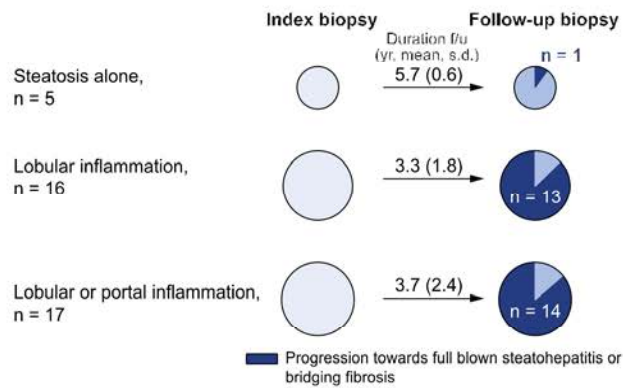 Index biopsy
Follow-up biopsy
Duration f/u
(yr, mean, s.d.)
Steatosis alone,
n = 5
5.7 (0.6)
n = 1
Lobular inflammation,
n = 16
3.3 (1.8)
n = 13
Lobular or portal inflammation,
n = 17
3.7 (2.4)
n = 14
Progression towards full blown steatohepatitis or
bridging fibrosis